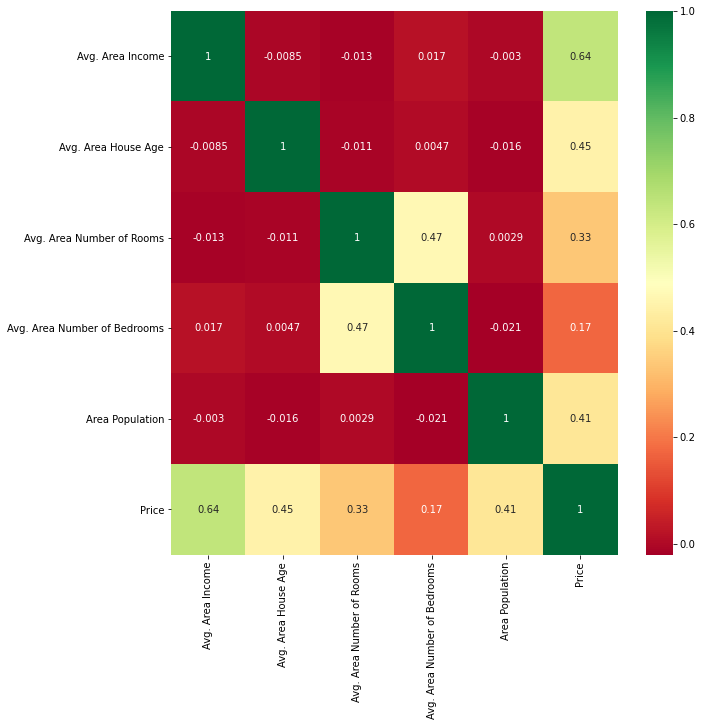 1.0
Avg. Area Income 1 -0.0085 -0.013 0.017 -0.003 0.64
0.8
Avg. Area House Age -0.0085 1 -0.011 0.0047 -0.016 0.45
0.6
Avg. Area Number of Rooms -0.013 -0.011 1 0.47 0.0029 0.33
Avg. Area Number of Bedrooms 0.017 0.0047 0.47 1 -0.021 0.17
0.4
Area Population -0.003 -0.016 0.0029 -0.021 1 0.41
0.2
Price 0.64 0.45 0.33 0.17 0.41 1
0.0
Avg. Area Income
Avg. Area House Age
Avg. Area Number of Rooms
Avg. Area Number of Bedrooms
Area Population
Price